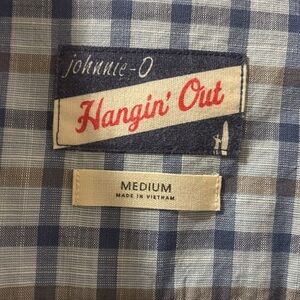 johnnie-O
Hangin' Out
MEDIUM
MADE IN VIETNAM